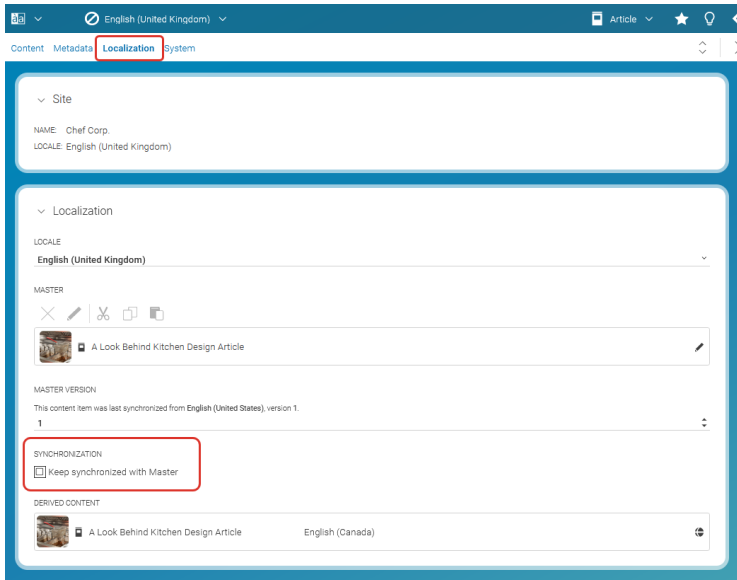 English (United Kingdom)
Article
Content Metadata Localization System
Site
NAME: Chef Corp.
LOCALE: English (United Kingdom)
Localization
LOCALE
English (United Kingdom)
MASTER
A Look Behind Kitchen Design Article
MASTER VERSION
This content item was last synchronized from English (United States), version 1.
1
SYNCHRONIZATION
Keep synchronized with Master
DERIVED CONTENT
A Look Behind Kitchen Design Article English (Canada)